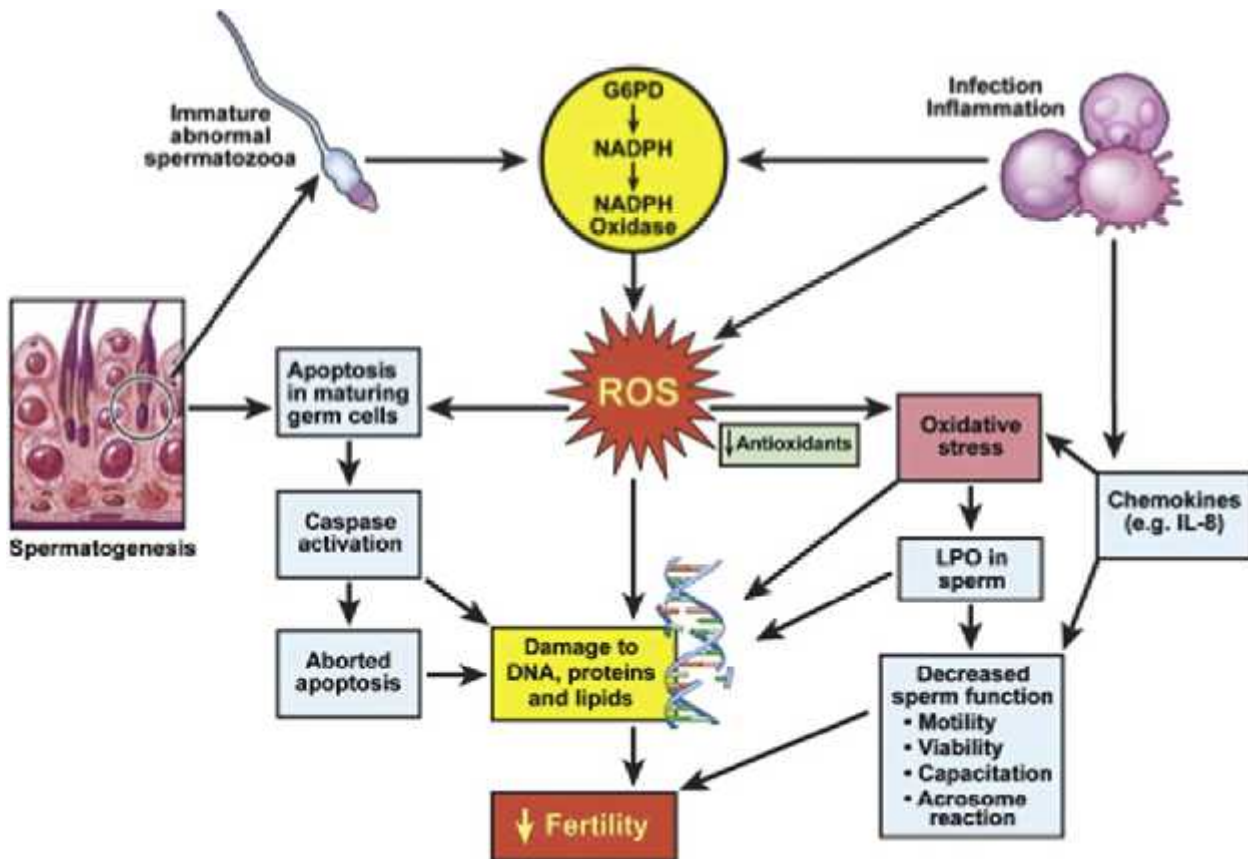 Immature
abnormal
spermatozooa
G6PD
NADPH
NADPH
Oxidase
Infection
Inflammation
Spermatogenesis
Apoptosis
in maturing
germ cells
ROS
↓ Antioxidants
Oxidative
stress
Chemokines
(e.g. IL-8)
Caspase
activation
LPO in
sperm
Aborted
apoptosis
Damage to
DNA, proteins
and lipids
Decreased
sperm function
• Motility
• Viability
• Capacitation
• Acrosome
reaction
↓ Fertility